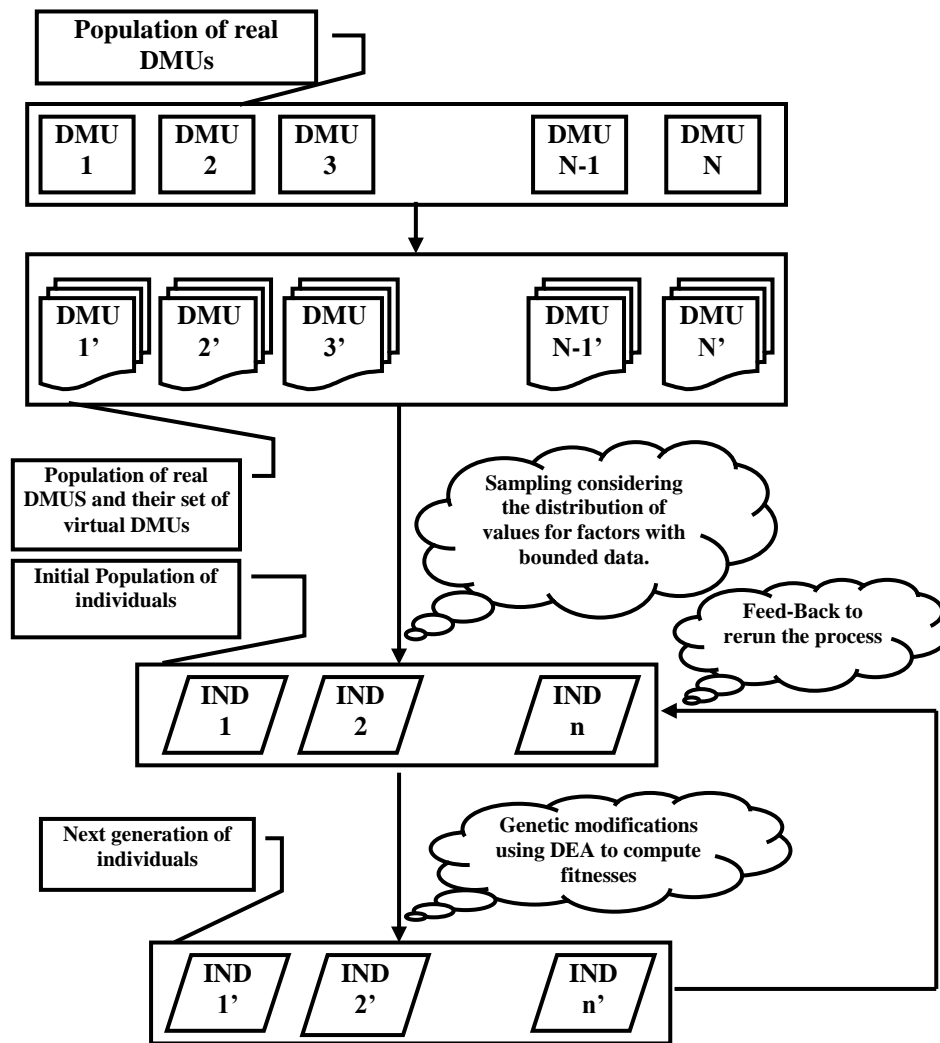 Population of real
DMUs
DMU
1
DMU
2
DMU
3
DMU
N-1
DMU
N
DMU
1’
DMU
2’
DMU
3’
DMU
N-1’
DMU
N’
Population of real
DMUS and their set of
virtual DMUs
Sampling considering
the distribution of
values for factors with
bounded data.
Initial Population of
individuals
Feed-Back to
rerun the process
IND
1
IND
2
IND
n
Next generation of
individuals
Genetic modifications
using DEA to compute
fitnesses
IND
1’
IND
2’
IND
n’